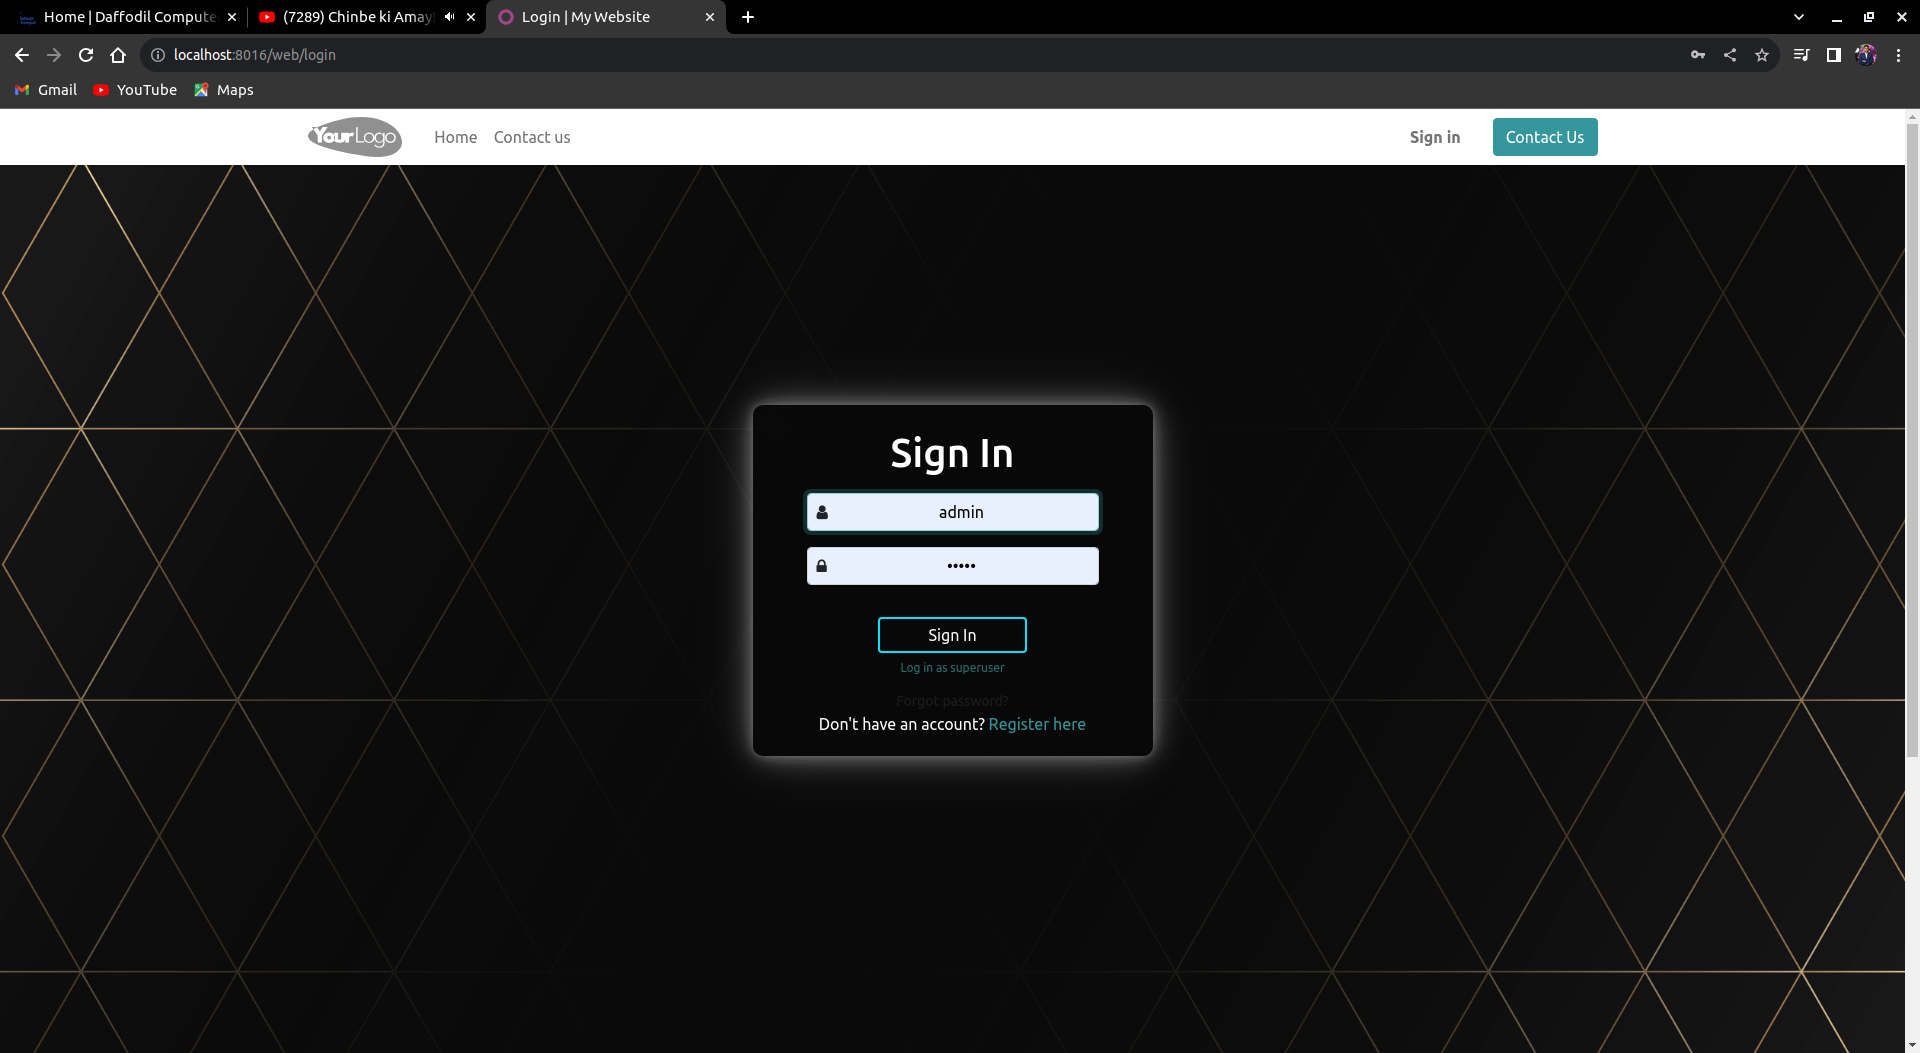 Home | Daffodil Compute
(7289) Chinbe ki Amay
Login | My Website
localhost:8016/web/login
Gmail
YouTube
Maps
YourLogo
Home
Contact us
Sign in
Contact Us
Sign In
admin
•••••
Sign In
Log in as superuser
Forgot password?
Don't have an account? Register here